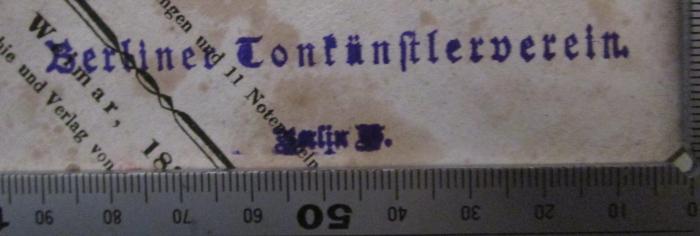 Berliner Tonkünstlerverein.
Berlin W.
ngen und 11 Noten
Weimar,
hie und Verlag von
18
90 80 70 60 50 40 30 20 10 0